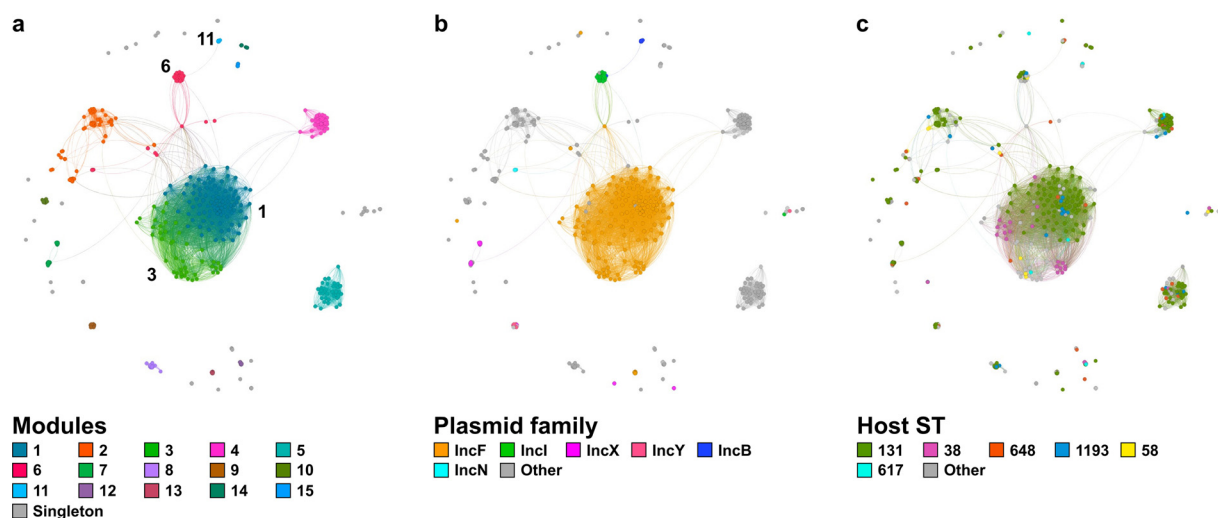 a
b
c
11
6
1
3
Modules
1 2 3 4 5
6 7 8 9 10
11 12 13 14 15
Singleton
Plasmid family
IncF IncI IncX IncY IncB
IncN Other
Host ST
131 38 648 1193 58
617 Other